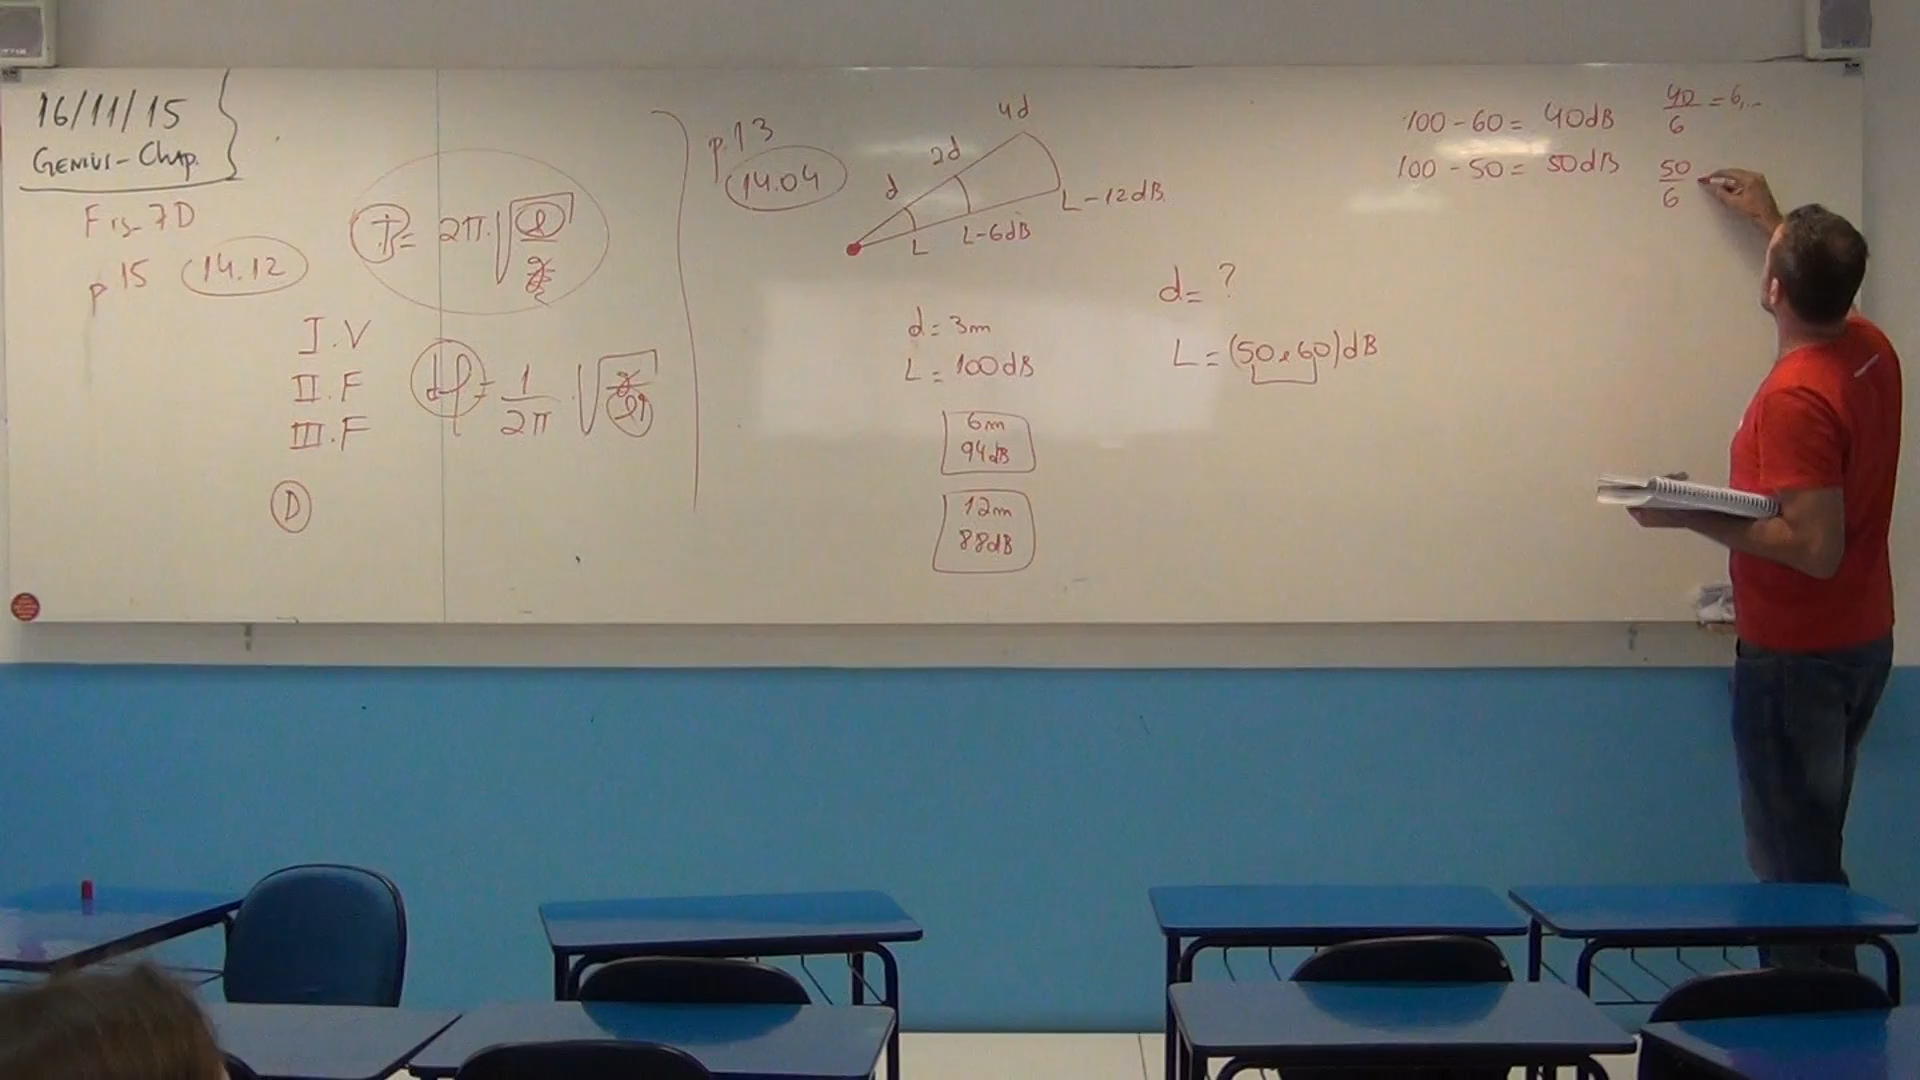 16/11/15
GENIUS - Chap.
Fis - 7D
p 15 14.12
I. V
II. F
III. F
D
T = 2π.√
= 1/2π . √
p. 13
14.04
d
2d
4d
L
L-6dB
L-12dB.
d = 3m
L = 100dB
6m
94dB
12m
88dB
d = ?
L = (50 e 60)dB
100 - 60 = 40dB
100 - 50 = 50dB
40/6 = 6,...
50/6